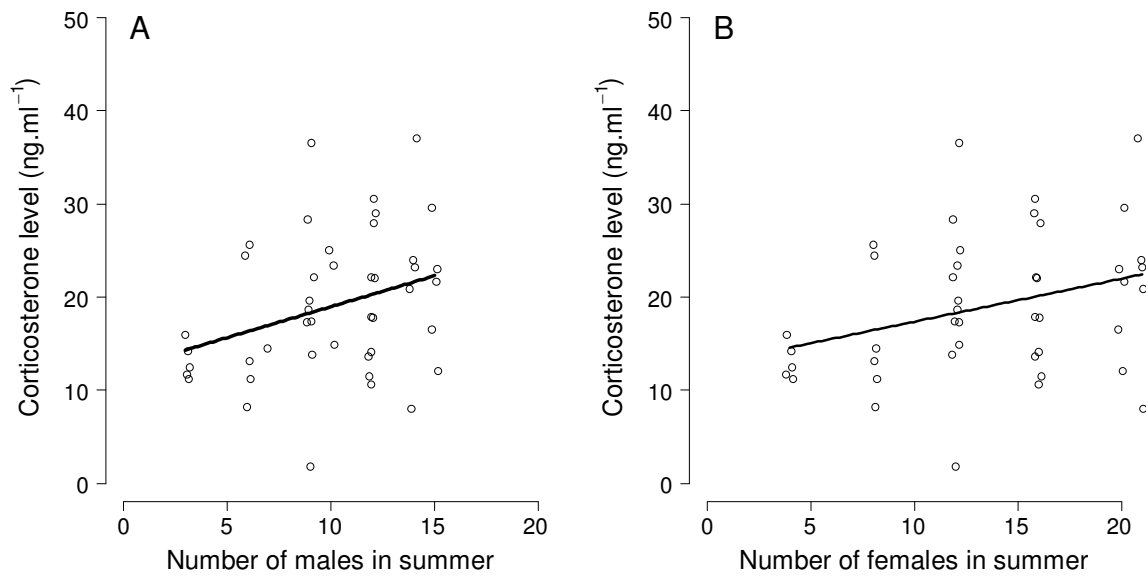 A
Corticosterone level (ng.ml⁻¹)
50
40
30
20
10
0
0 5 10 15 20
Number of males in summer
B
Corticosterone level (ng.ml⁻¹)
50
40
30
20
10
0
0 5 10 15 20
Number of females in summer